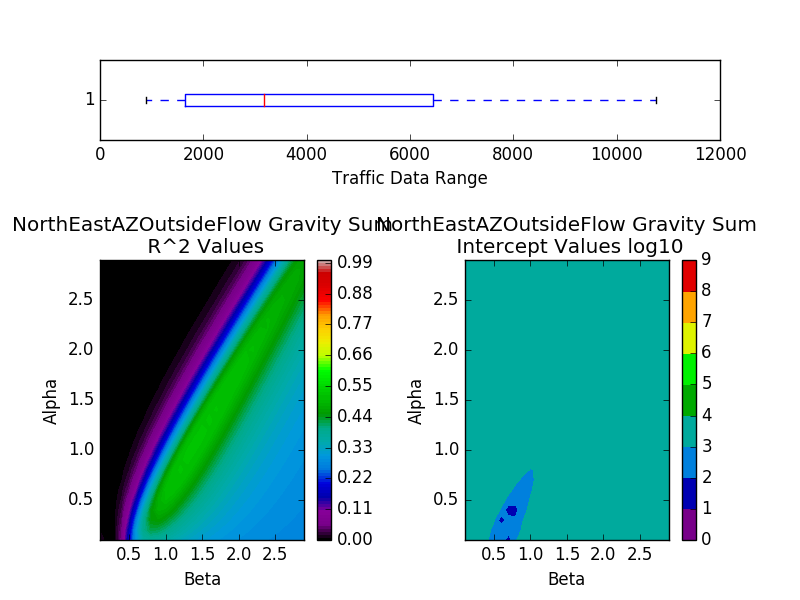 1
0 2000 4000 6000 8000 10000 12000
Traffic Data Range
NorthEastAZOutsideFlow Gravity Sum
R^2 Values
2.5
2.0
1.5
1.0
0.5
Alpha
0.5 1.0 1.5 2.0 2.5
Beta
0.99
0.88
0.77
0.66
0.55
0.44
0.33
0.22
0.11
0.00
NorthEastAZOutsideFlow Gravity Sum
Intercept Values log10
2.5
2.0
1.5
1.0
0.5
Alpha
0.5 1.0 1.5 2.0 2.5
Beta
9
8
7
6
5
4
3
2
1
0